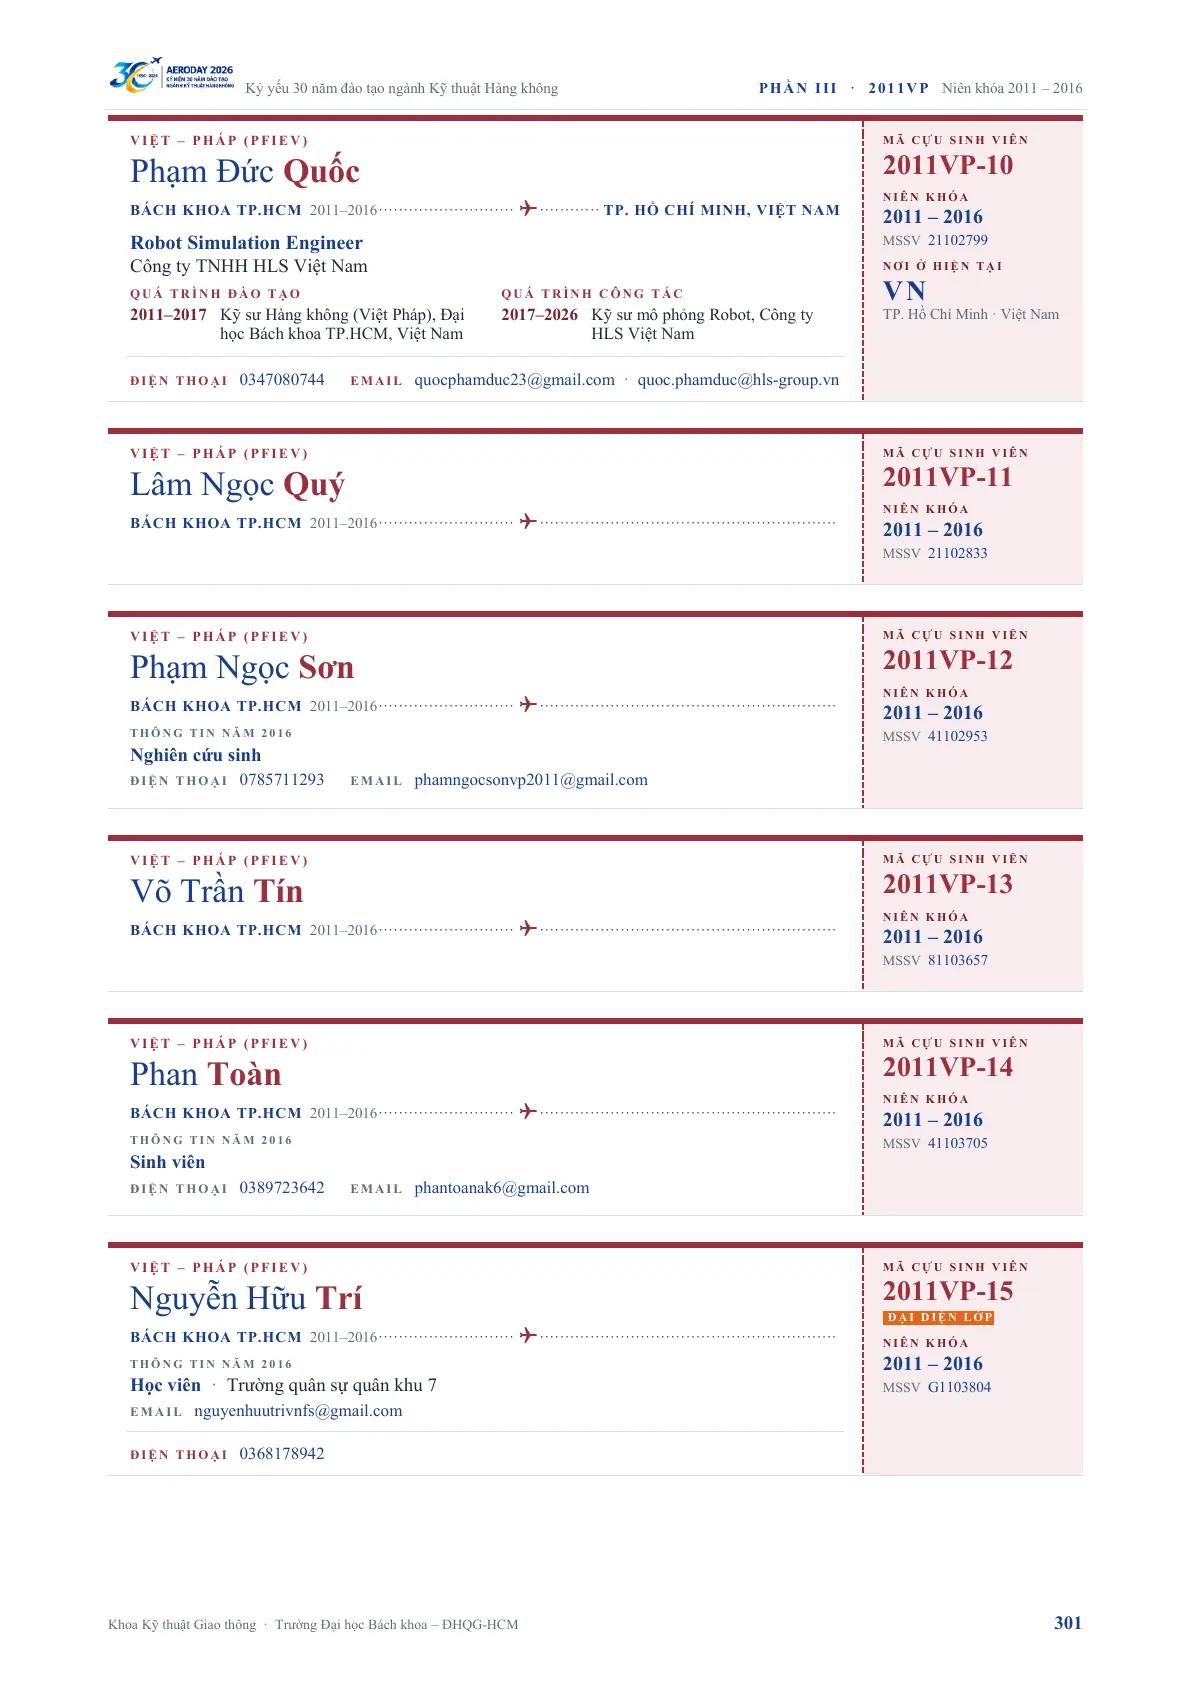 AERODAY 2026
KỶ NIỆM 30 NĂM ĐÀO TẠO
NGÀNH KỸ THUẬT HÀNG KHÔNG
Kỷ yếu 30 năm đào tạo ngành Kỹ thuật Hàng không
PHẦN III · 2011VP Niên khóa 2011 – 2016
VIỆT – PHÁP (PFIEV)
Phạm Đức Quốc
BÁCH KHOA TP.HCM 2011–2016 TP. HỒ CHÍ MINH, VIỆT NAM
Robot Simulation Engineer
Công ty TNHH HLS Việt Nam
QUÁ TRÌNH ĐÀO TẠO
2011–2017 Kỹ sư Hàng không (Việt Pháp), Đại
học Bách khoa TP.HCM, Việt Nam
QUÁ TRÌNH CÔNG TÁC
2017–2026 Kỹ sư mô phỏng Robot, Công ty
HLS Việt Nam
ĐIỆN THOẠI 0347080744 EMAIL quocphamduc23@gmail.com · quoc.phamduc@hls-group.vn
MÃ CỰU SINH VIÊN
2011VP-10
NIÊN KHÓA
2011 – 2016
MSSV 21102799
NƠI Ở HIỆN TẠI
VN
TP. Hồ Chí Minh · Việt Nam
VIỆT – PHÁP (PFIEV)
Lâm Ngọc Quý
BÁCH KHOA TP.HCM 2011–2016
MÃ CỰU SINH VIÊN
2011VP-11
NIÊN KHÓA
2011 – 2016
MSSV 21102833
VIỆT – PHÁP (PFIEV)
Phạm Ngọc Sơn
BÁCH KHOA TP.HCM 2011–2016
THÔNG TIN NĂM 2016
Nghiên cứu sinh
ĐIỆN THOẠI 0785711293 EMAIL phamngocsonvp2011@gmail.com
MÃ CỰU SINH VIÊN
2011VP-12
NIÊN KHÓA
2011 – 2016
MSSV 41102953
VIỆT – PHÁP (PFIEV)
Võ Trần Tín
BÁCH KHOA TP.HCM 2011–2016
MÃ CỰU SINH VIÊN
2011VP-13
NIÊN KHÓA
2011 – 2016
MSSV 81103657
VIỆT – PHÁP (PFIEV)
Phan Toàn
BÁCH KHOA TP.HCM 2011–2016
THÔNG TIN NĂM 2016
Sinh viên
ĐIỆN THOẠI 0389723642 EMAIL phantoanak6@gmail.com
MÃ CỰU SINH VIÊN
2011VP-14
NIÊN KHÓA
2011 – 2016
MSSV 41103705
VIỆT – PHÁP (PFIEV)
Nguyễn Hữu Trí
BÁCH KHOA TP.HCM 2011–2016
THÔNG TIN NĂM 2016
Học viên · Trường quân sự quân khu 7
EMAIL nguyenhuutrivnfs@gmail.com
ĐIỆN THOẠI 0368178942
MÃ CỰU SINH VIÊN
2011VP-15
ĐẠI DIỆN LỚP
NIÊN KHÓA
2011 – 2016
MSSV G1103804
Khoa Kỹ thuật Giao thông · Trường Đại học Bách khoa – ĐHQG-HCM
301